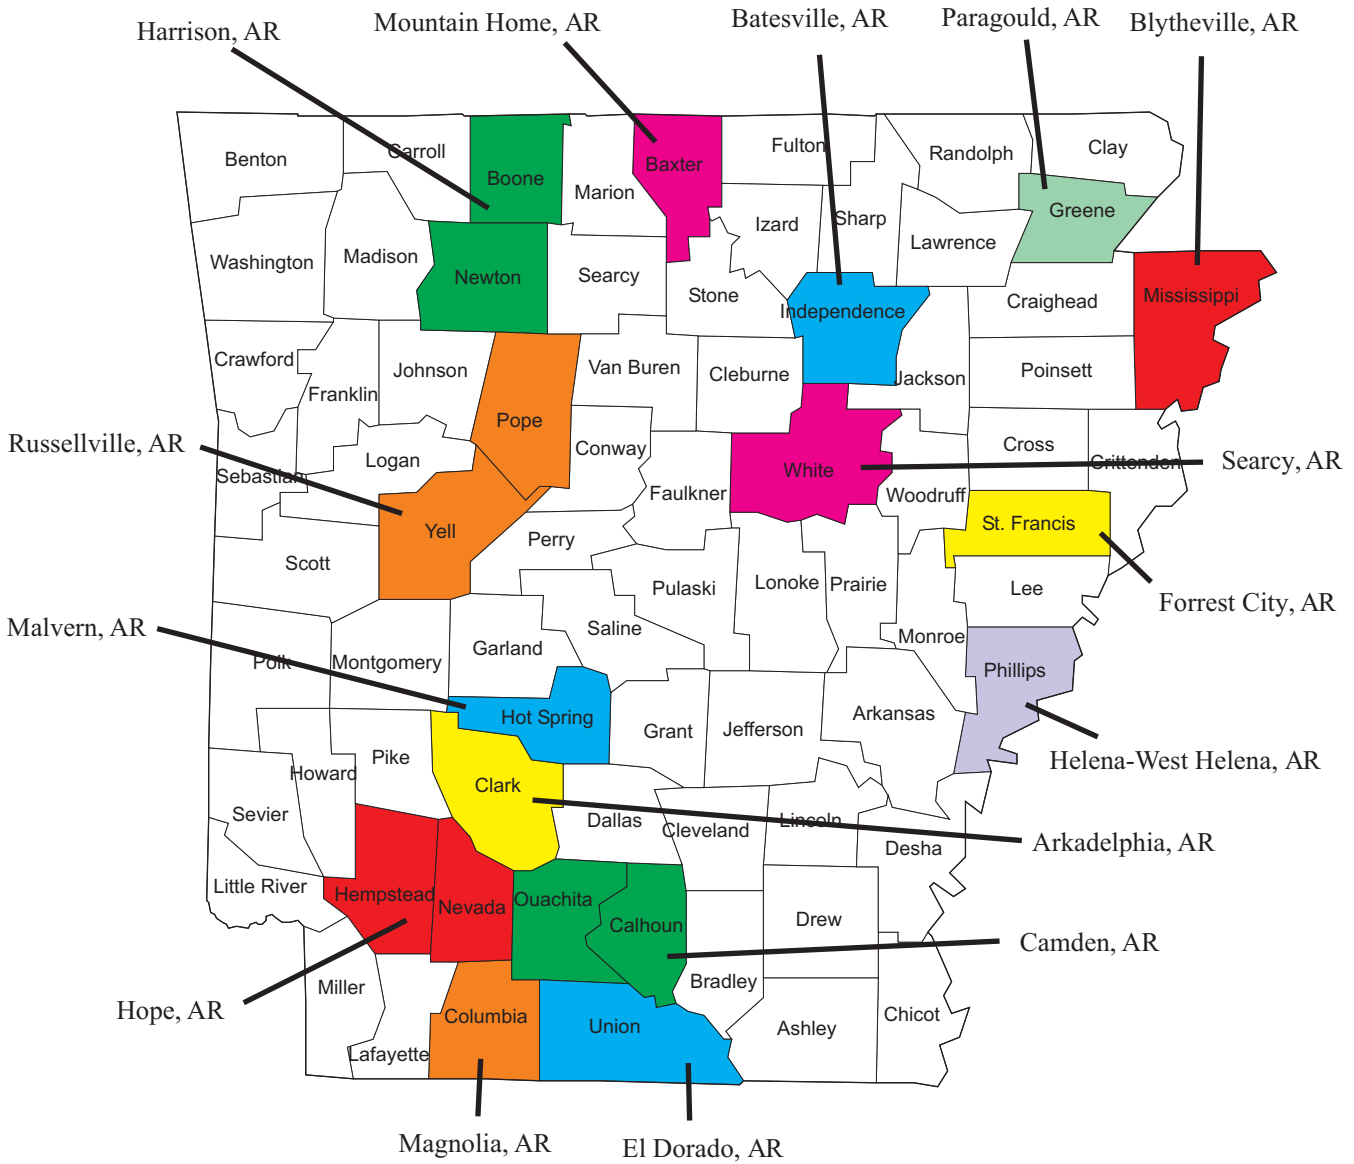 Harrison, AR
Mountain Home, AR
Batesville, AR
Paragould, AR
Blytheville, AR
Benton
Carroll
Boone
Marion
Baxter
Fulton
Randolph
Clay
Izard
Sharp
Greene
Lawrence
Washington
Madison
Newton
Searcy
Stone
Independence
Craighead
Mississippi
Crawford
Franklin
Johnson
Pope
Van Buren
Cleburne
Jackson
Poinsett
Russellville, AR
Sebastian
Logan
Conway
White
Cross
Crittenden
Searcy, AR
Yell
Faulkner
Woodruff
St. Francis
Scott
Perry
Pulaski
Lonoke
Prairie
Lee
Forrest City, AR
Malvern, AR
Saline
Monroe
Polk
Montgomery
Garland
Phillips
Hot Spring
Grant
Jefferson
Arkansas
Helena-West Helena, AR
Howard
Pike
Clark
Sevier
Dallas
Cleveland
Lincoln
Desha
Arkadelphia, AR
Little River
Hempstead
Nevada
Ouachita
Calhoun
Drew
Camden, AR
Hope, AR
Miller
Bradley
Columbia
Union
Ashley
Chicot
Lafayette
Magnolia, AR
El Dorado, AR